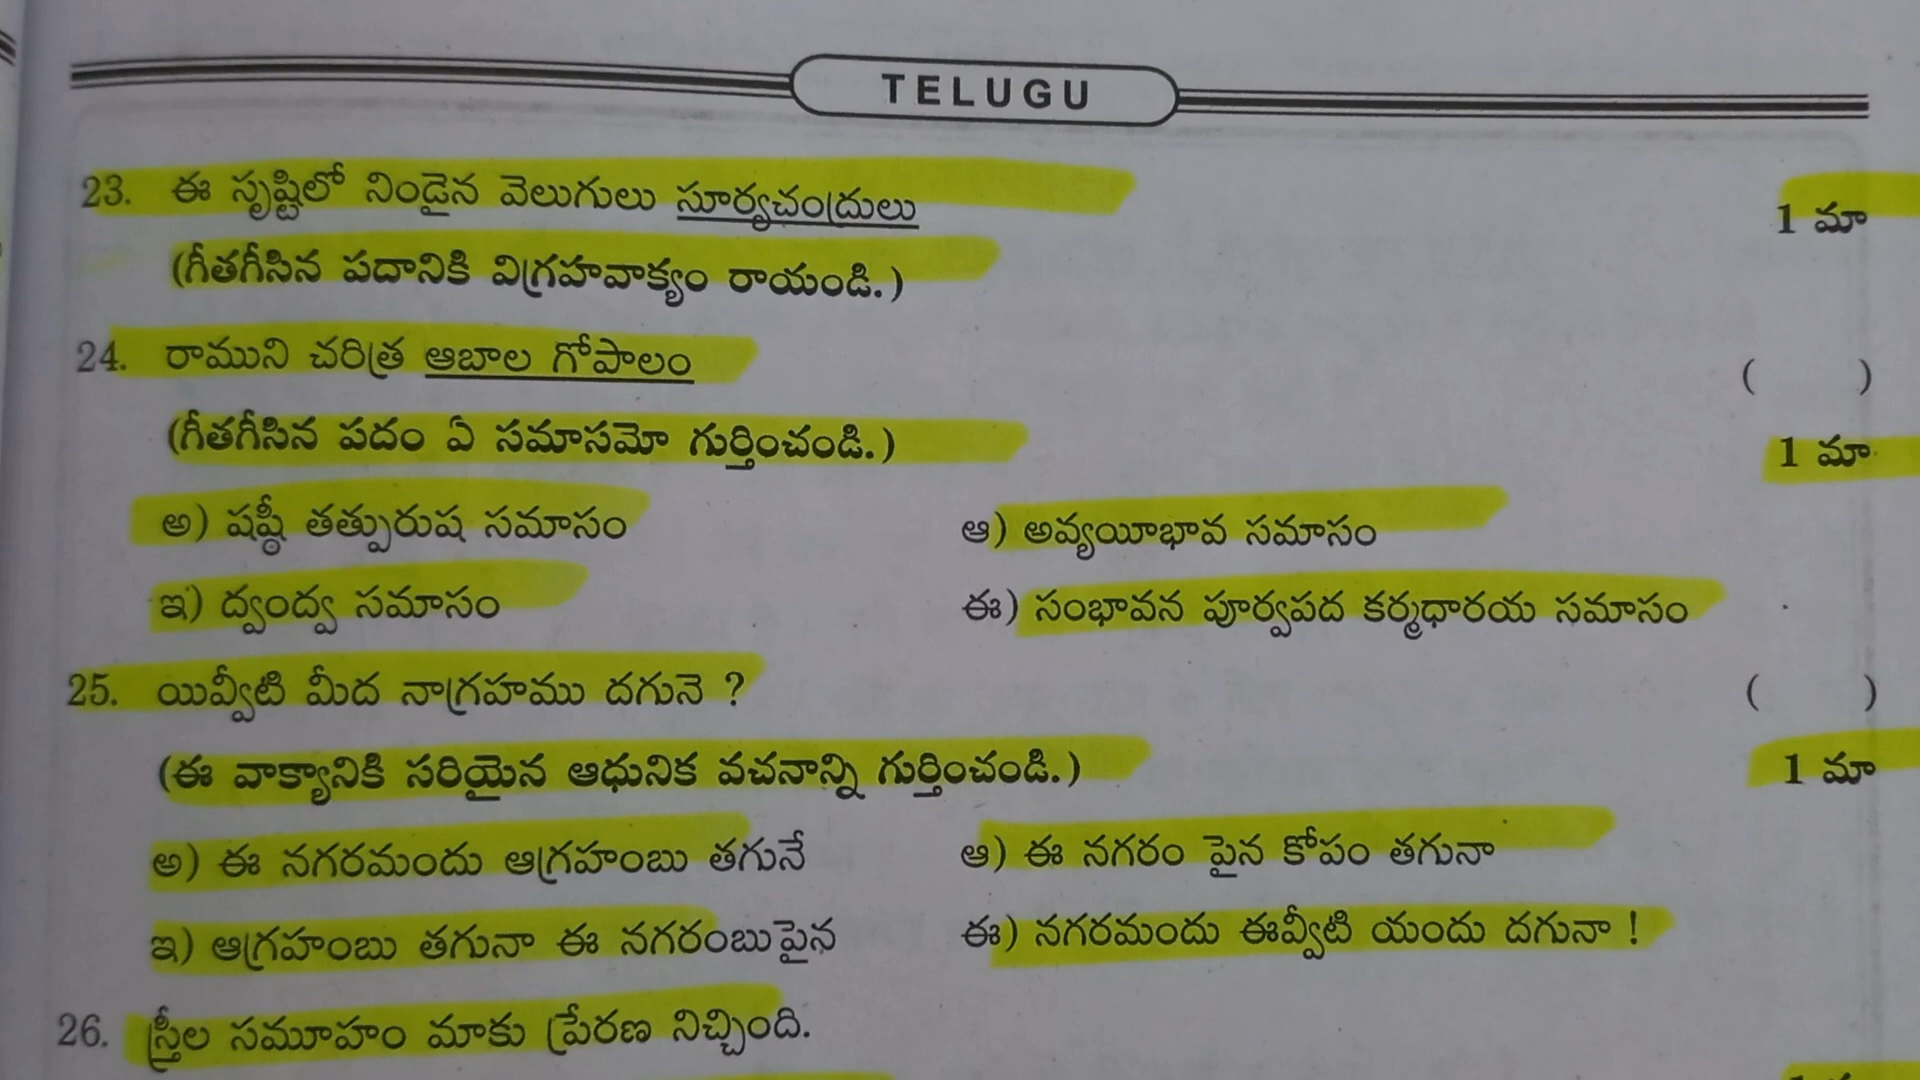 TELUGU
23. ఈ సృష్టిలో నిండైన వెలుగులు సూర్యచంద్రులు
1 మా
(గీతగీసిన పదానికి విగ్రహవాక్యం రాయండి.)
24. రాముని చరిత్ర ఆబాల గోపాలం ( )
(గీతగీసిన పదం ఏ సమాసమో గుర్తించండి.) 1 మా
అ) షష్ఠీ తత్పురుష సమాసం ఆ) అవ్యయీభావ సమాసం
ఇ) ద్వంద్వ సమాసం ఈ) సంభావన పూర్వపద కర్మధారయ సమాసం
25. యివ్వీటి మీద నాగ్రహము దగునె ? ( )
(ఈ వాక్యానికి సరియైన ఆధునిక వచనాన్ని గుర్తించండి.) 1 మా
అ) ఈ నగరమందు ఆగ్రహంబు తగునే ఆ) ఈ నగరం పైన కోపం తగునా
ఇ) ఆగ్రహంబు తగునా ఈ నగరంబుపైన ఈ) నగరమందు ఈవ్వీటి యందు దగునా !
26. స్త్రీల సమూహం మాకు ప్రేరణ నిచ్చింది.